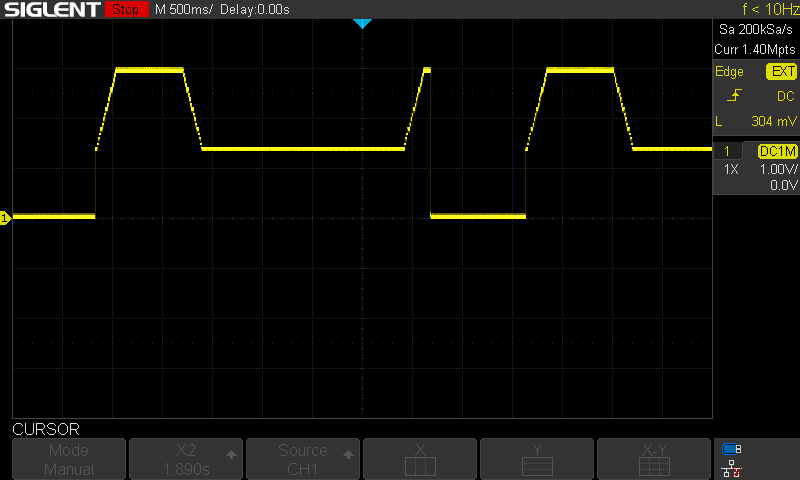 SIGLENT Stop M 500ms/ Delay:0.00s f < 10Hz
Sa 200kSa/s
Curr 1.40Mpts
Edge EXT
DC
L 304 mV
1 DC1M
1X 1.00V/
0.0V
1
CURSOR
Mode X2 Source X Y X-Y
Manual 1.890s CH1